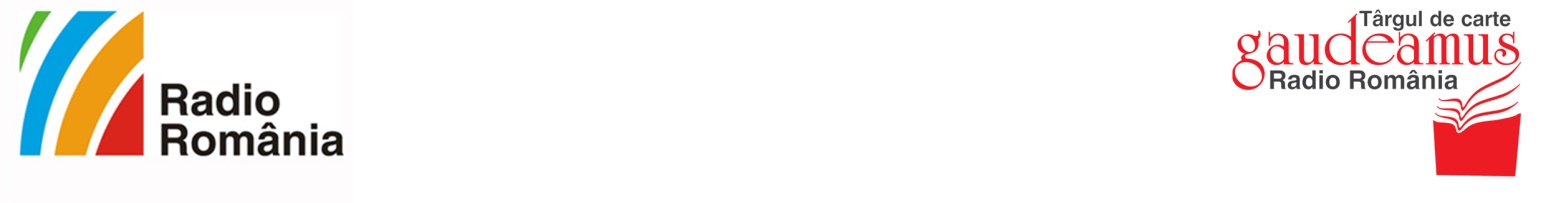 Radio
România
Târgul de carte
gaudeamus
Radio România